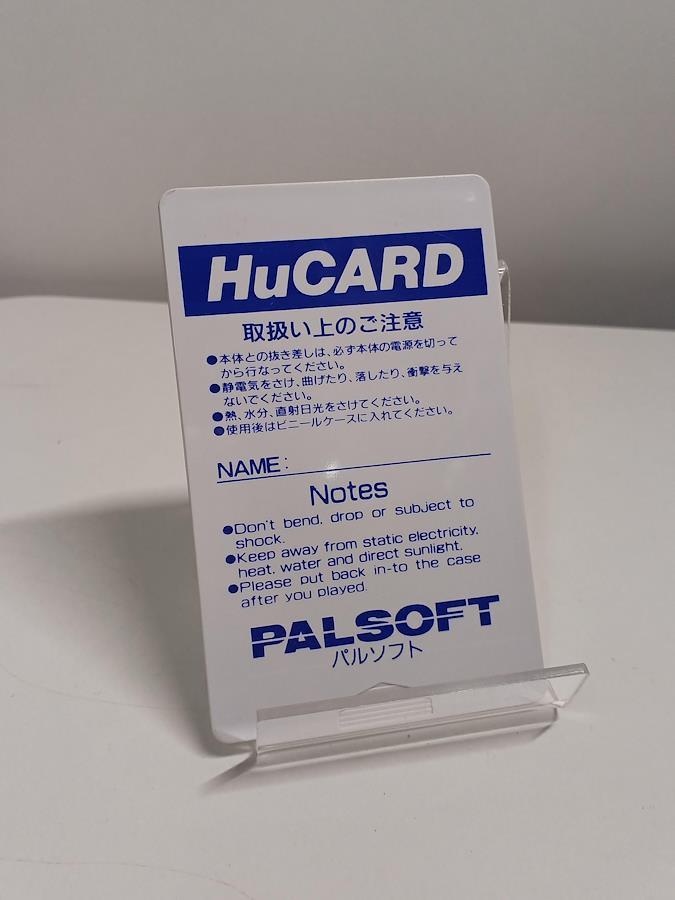 HuCARD
取扱い上のご注意
●本体との抜き差しは、必ず本体の電源を切って
から行なってください。
●静電気をさけ、曲げたり、落したり、衝撃を与え
ないでください。
●熱、水分、直射日光をさけてください。
●使用後はビニールケースに入れてください。
NAME:
Notes
●Don't bend, drop or subject to
shock.
●Keep away from static electricity,
heat, water and direct sunlight.
●Please put back in-to the case
after you played.
PALSOFT
パルソフト